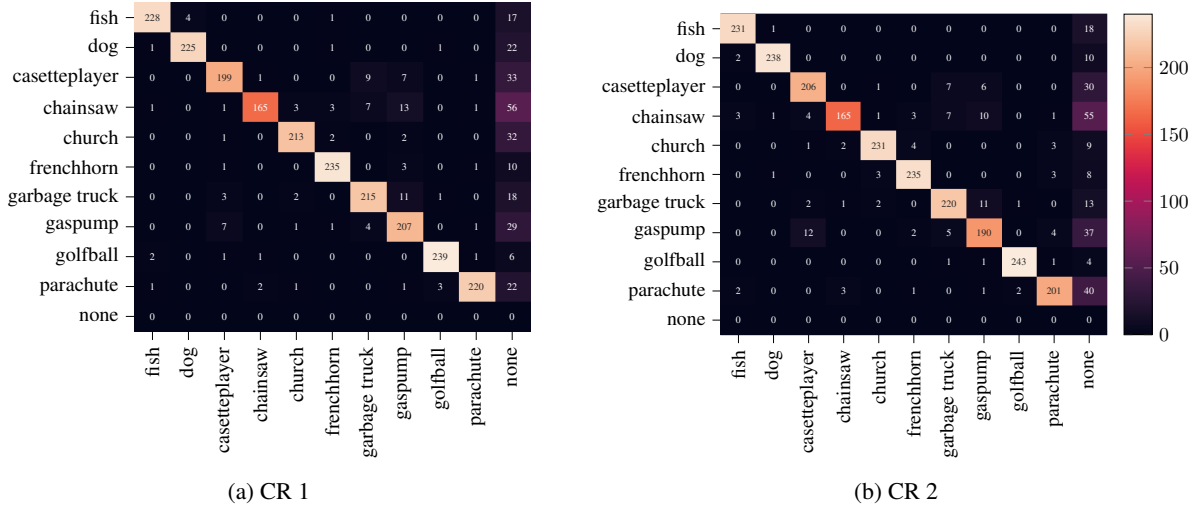 fish 228 4 0 0 0 1 0 0 0 0 17
dog 1 225 0 0 0 1 0 0 1 0 22
casetteplayer 0 0 199 1 0 0 9 7 0 1 33
chainsaw 1 0 1 165 3 3 7 13 0 1 56
church 0 0 1 0 213 2 0 2 0 0 32
frenchhorn 0 0 1 0 0 235 0 3 0 1 10
garbage truck 0 0 3 0 2 0 215 11 1 0 18
gaspump 0 0 7 0 1 1 4 207 0 1 29
golfball 2 0 1 1 0 0 0 0 239 1 6
parachute 1 0 0 2 1 0 0 1 3 220 22
none 0 0 0 0 0 0 0 0 0 0 0
fish dog casetteplayer chainsaw church frenchhorn garbage truck gaspump golfball parachute none
(a) CR 1
fish 231 1 0 0 0 0 0 0 0 0 18
dog 2 238 0 0 0 0 0 0 0 0 10
casetteplayer 0 0 206 0 1 0 7 6 0 0 30
chainsaw 3 1 4 165 1 3 7 10 0 1 55
church 0 0 1 2 231 4 0 0 0 3 9
frenchhorn 0 1 0 0 3 235 0 0 0 3 8
garbage truck 0 0 2 1 2 0 220 11 1 0 13
gaspump 0 0 12 0 0 2 5 190 0 4 37
golfball 0 0 0 0 0 0 1 1 243 1 4
parachute 2 0 0 3 0 1 0 1 2 201 40
none 0 0 0 0 0 0 0 0 0 0 0
fish dog casetteplayer chainsaw church frenchhorn garbage truck gaspump golfball parachute none
(b) CR 2
200
150
100
50
0